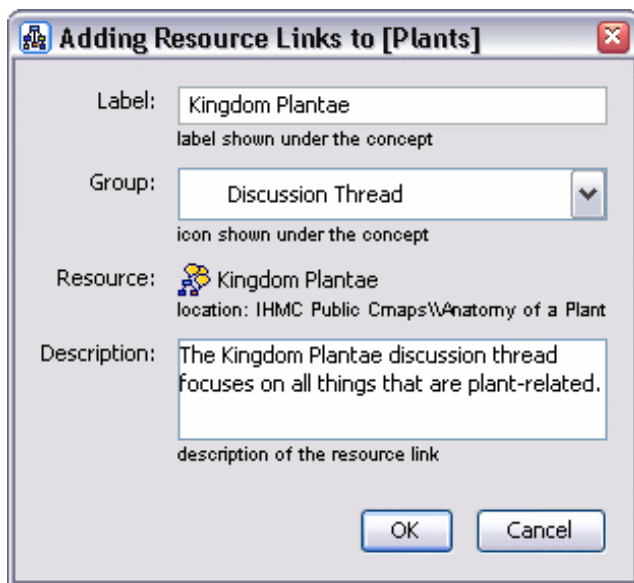 Adding Resource Links to [Plants]
Label: Kingdom Plantae
label shown under the concept
Group: Discussion Thread
icon shown under the concept
Resource: Kingdom Plantae
location: IHMC Public Cmaps\\Anatomy of a Plant
Description: The Kingdom Plantae discussion thread
focuses on all things that are plant-related.
description of the resource link
OK Cancel